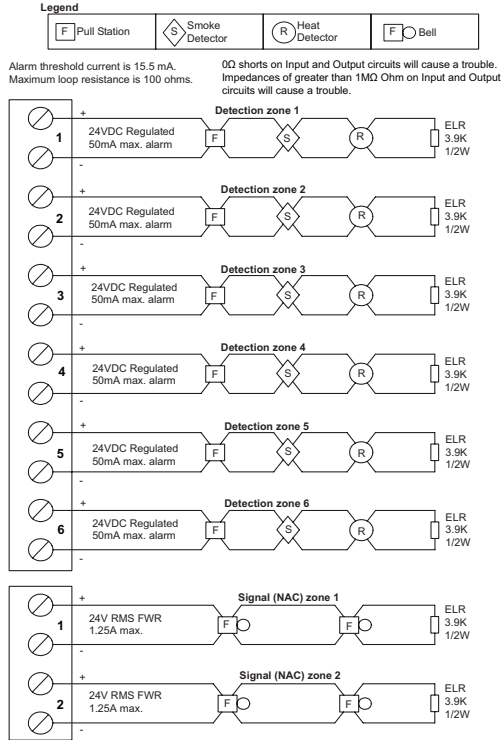 Legend
F Pull Station
S Smoke Detector
R Heat Detector
F Bell
Alarm threshold current is 15.5 mA.
Maximum loop resistance is 100 ohms.
0Ω shorts on Input and Output circuits will cause a trouble.
Impedances of greater than 1MΩ Ohm on Input and Output
circuits will cause a trouble.
Detection zone 1
+
1
24VDC Regulated
50mA max. alarm
-
F
S
R
ELR
3.9K
1/2W
Detection zone 2
+
2
24VDC Regulated
50mA max. alarm
-
F
S
R
ELR
3.9K
1/2W
Detection zone 3
+
3
24VDC Regulated
50mA max. alarm
-
F
S
R
ELR
3.9K
1/2W
Detection zone 4
+
4
24VDC Regulated
50mA max. alarm
-
F
S
R
ELR
3.9K
1/2W
Detection zone 5
+
5
24VDC Regulated
50mA max. alarm
-
F
S
R
ELR
3.9K
1/2W
Detection zone 6
+
6
24VDC Regulated
50mA max. alarm
-
F
S
R
ELR
3.9K
1/2W
Signal (NAC) zone 1
+
1
24V RMS FWR
1.25A max.
-
F
F
ELR
3.9K
1/2W
Signal (NAC) zone 2
+
2
24V RMS FWR
1.25A max.
-
F
F
ELR
3.9K
1/2W